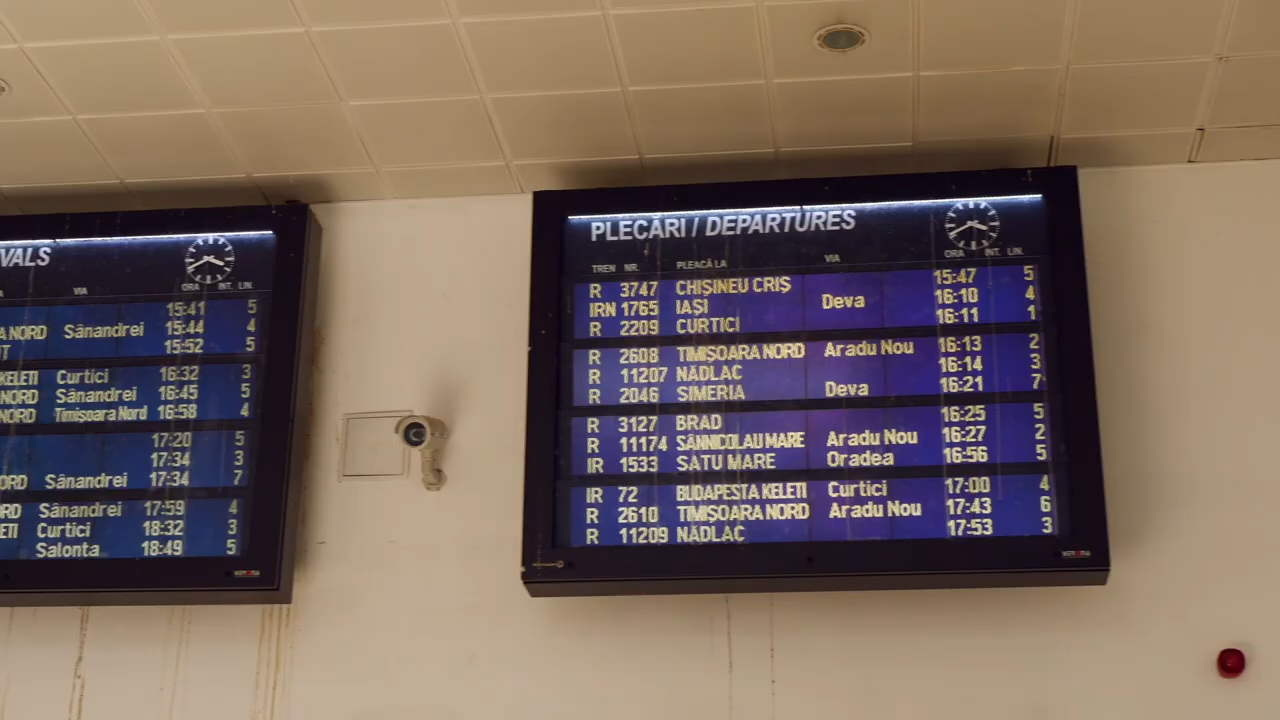 VALS
VIA ORA INT. LIN.
15:41 5
A NORD Sânandrei 15:44 4
T 15:52 5
KELETI Curtici 16:32 3
NORD Sânandrei 16:45 5
NORD Timișoara Nord 16:58 4
17:20 5
17:34 3
ORD Sânandrei 17:34 7
RD Sânandrei 17:59 4
ETI Curtici 18:32 3
Salonta 18:49 5
PLECĂRI / DEPARTURES
TREN NR. PLEACĂ LA VIA ORA INT. LIN.
R 3747 CHIȘINEU CRIȘ 15:47 5
IRN 1765 IAȘI Deva 16:10 4
R 2209 CURTICI 16:11 1
R 2608 TIMIȘOARA NORD Aradu Nou 16:13 2
R 11207 NĂDLAC 16:14 3
R 2046 SIMERIA Deva 16:21 7
R 3127 BRAD 16:25 5
R 11174 SÂNNICOLAU MARE Aradu Nou 16:27 2
IR 1533 SATU MARE Oradea 16:56 5
IR 72 BUDAPESTA KELETI Curtici 17:00 4
R 2610 TIMIȘOARA NORD Aradu Nou 17:43 6
R 11209 NĂDLAC 17:53 3